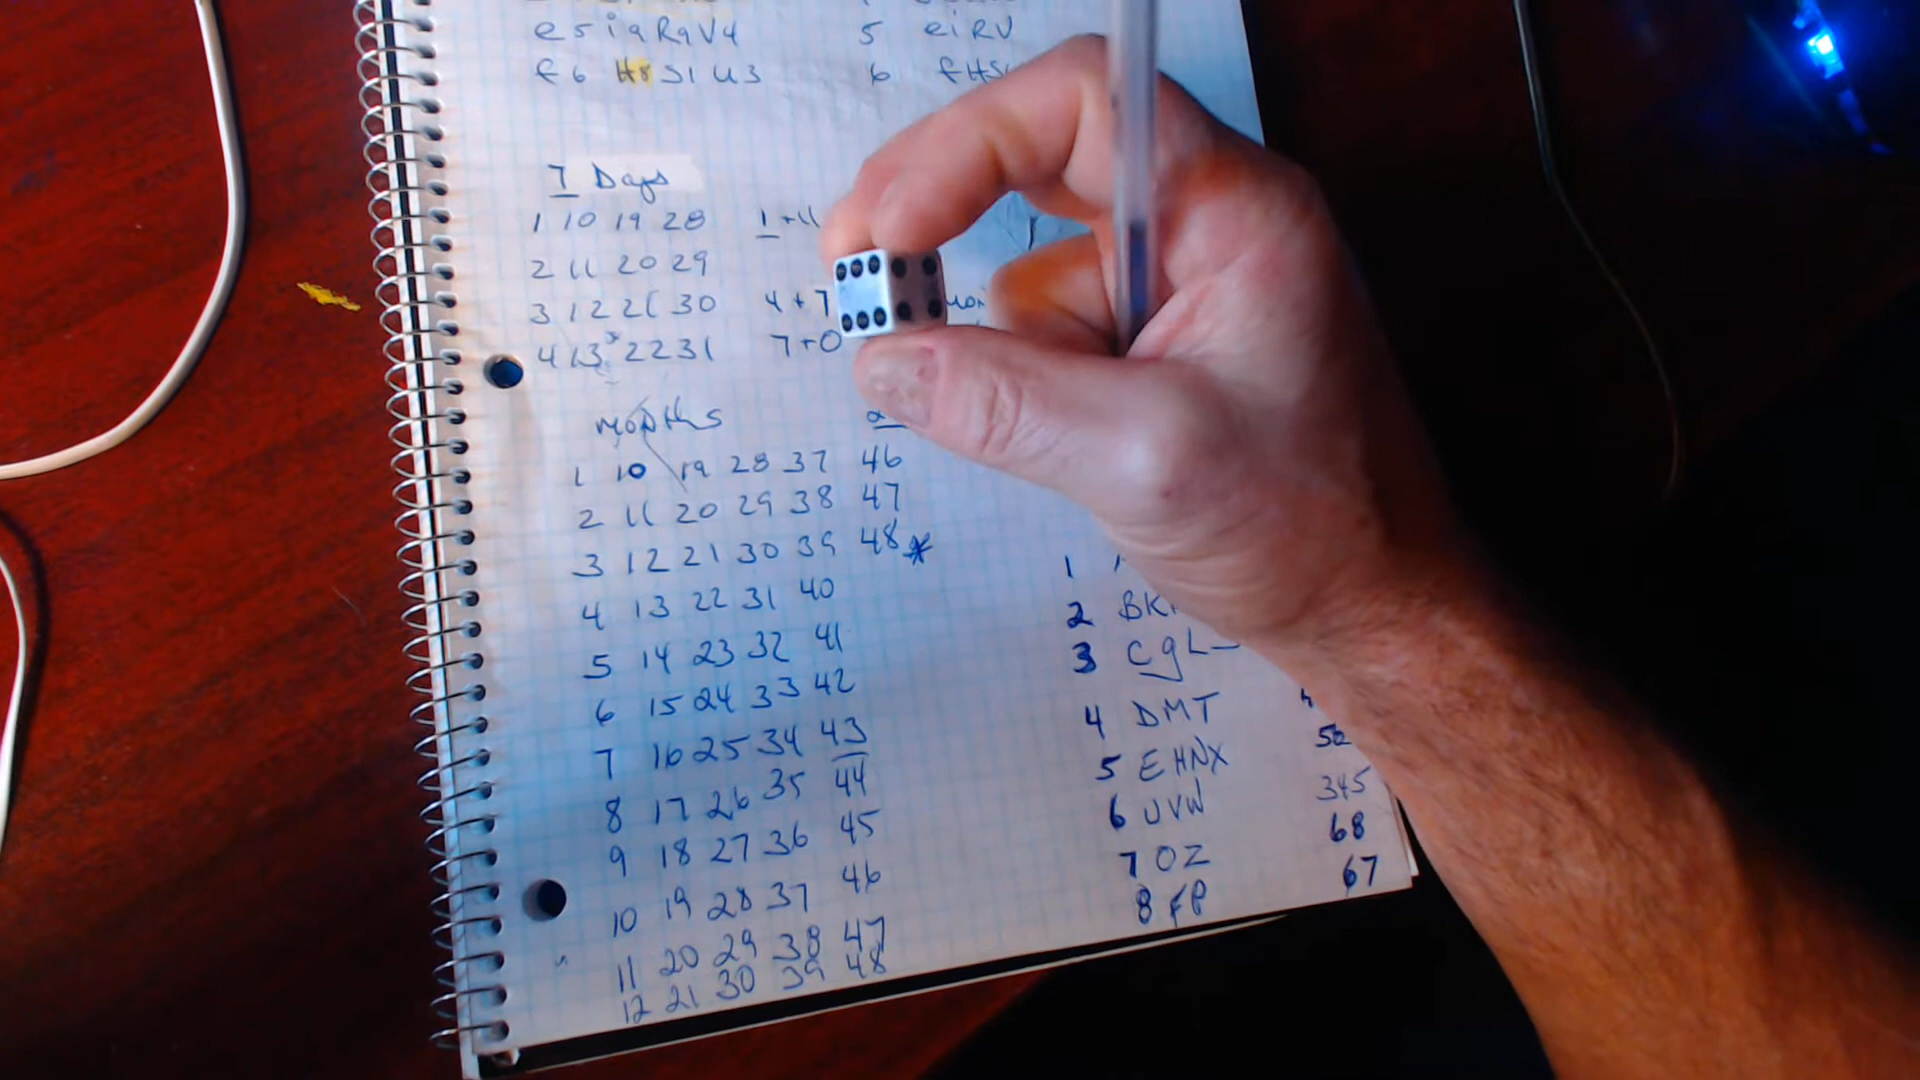 e5 i9 R9 V4 5 eiRV
f6 H8 S1 U3 6 fHS
7 Days
1 10 19 28 1+11
2 11 20 29
3 12 21 30 4+7
4 13 22 31 7+0
months
1 10 19 28 37 46
2 11 20 29 38 47
3 12 21 30 39 48*
4 13 22 31 40
5 14 23 32 41
6 15 24 33 42
7 16 25 34 43
8 17 26 35 44
9 18 27 36 45
10 19 28 37 46
11 20 29 38 47
12 21 30 39 48
1
2 BK
3 CgL
4 DMT
5 EHNX
6 UVW 345
7 OZ 68
8 FP 67